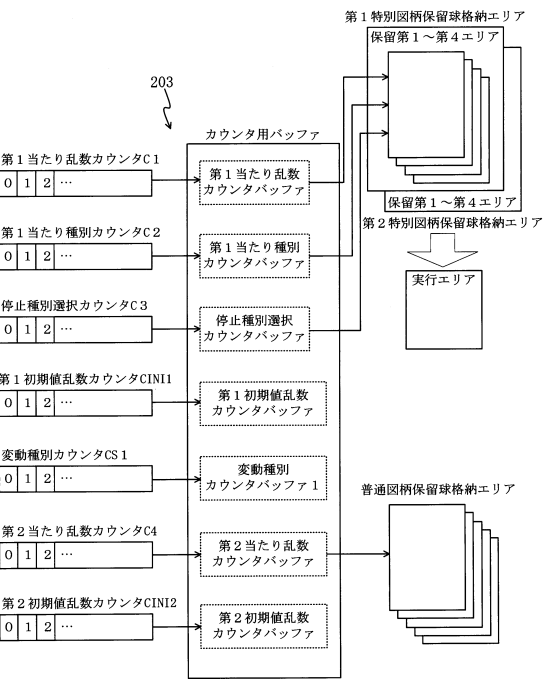 第１特別図柄保留球格納エリア
保留第１～第４エリア
203
カウンタ用バッファ
第１当たり乱数カウンタC１
0 1 2 …
第１当たり乱数
カウンタバッファ
保留第１～第４エリア
第２特別図柄保留球格納エリア
第１当たり種別カウンタC２
0 1 2 …
第１当たり種別
カウンタバッファ
実行エリア
停止種別選択カウンタC３
0 1 2 …
停止種別選択
カウンタバッファ
第１初期値乱数カウンタCINI1
0 1 2 …
第１初期値乱数
カウンタバッファ
変動種別カウンタCS１
0 1 2 …
変動種別
カウンタバッファ１
普通図柄保留球格納エリア
第２当たり乱数カウンタC4
0 1 2 …
第２当たり乱数
カウンタバッファ
第２初期値乱数カウンタCINI2
0 1 2 …
第２初期値乱数
カウンタバッファ